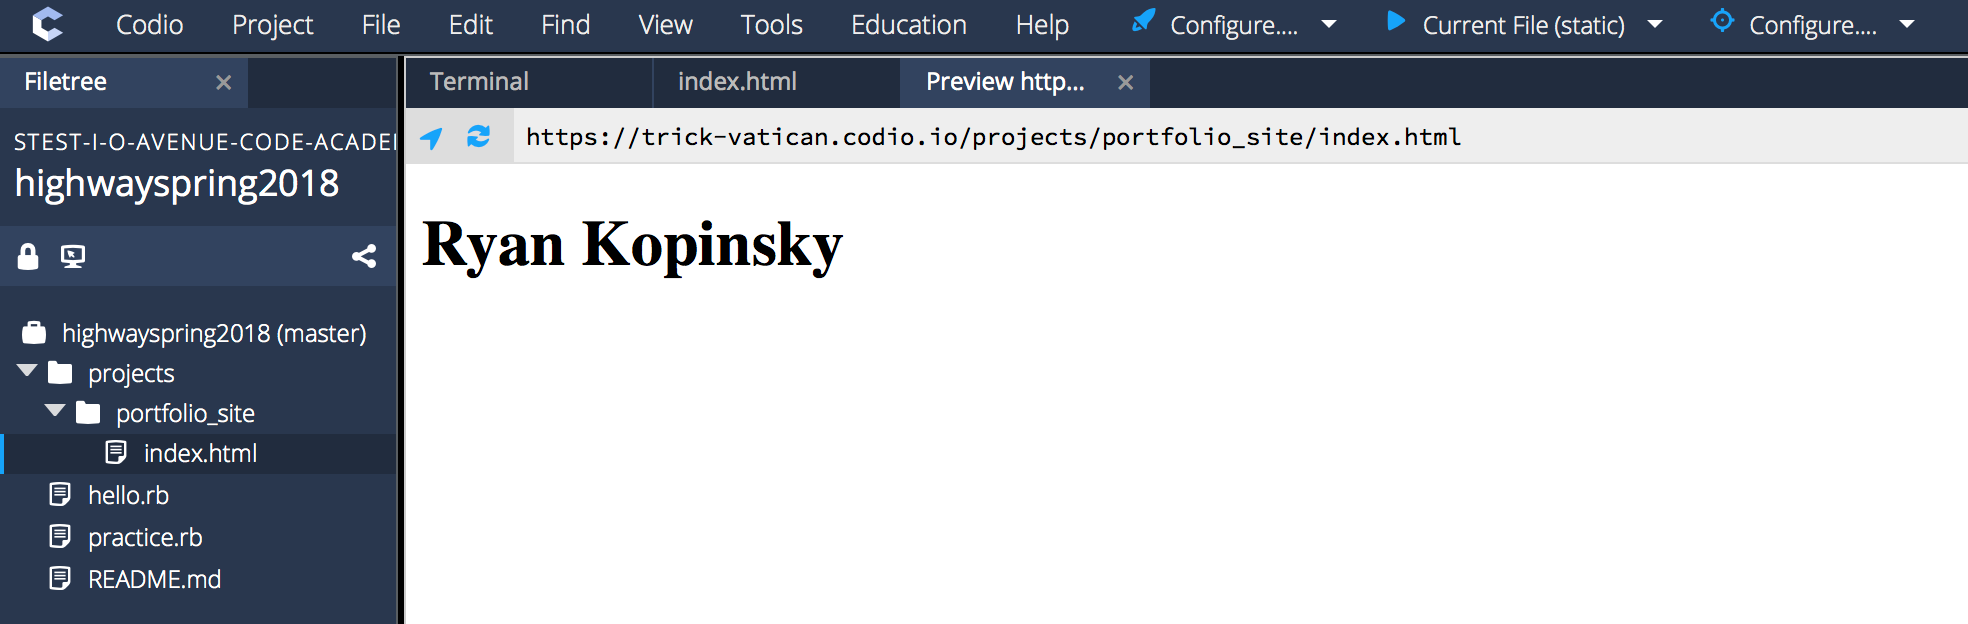 Codio Project File Edit Find View Tools Education Help Configure.... Current File (static) Configure....
Filetree
Terminal index.html Preview http...
STEST-I-O-AVENUE-CODE-ACADE
highwayspring2018
https://trick-vatican.codio.io/projects/portfolio_site/index.html
Ryan Kopinsky
highwayspring2018 (master)
projects
portfolio_site
index.html
hello.rb
practice.rb
README.md